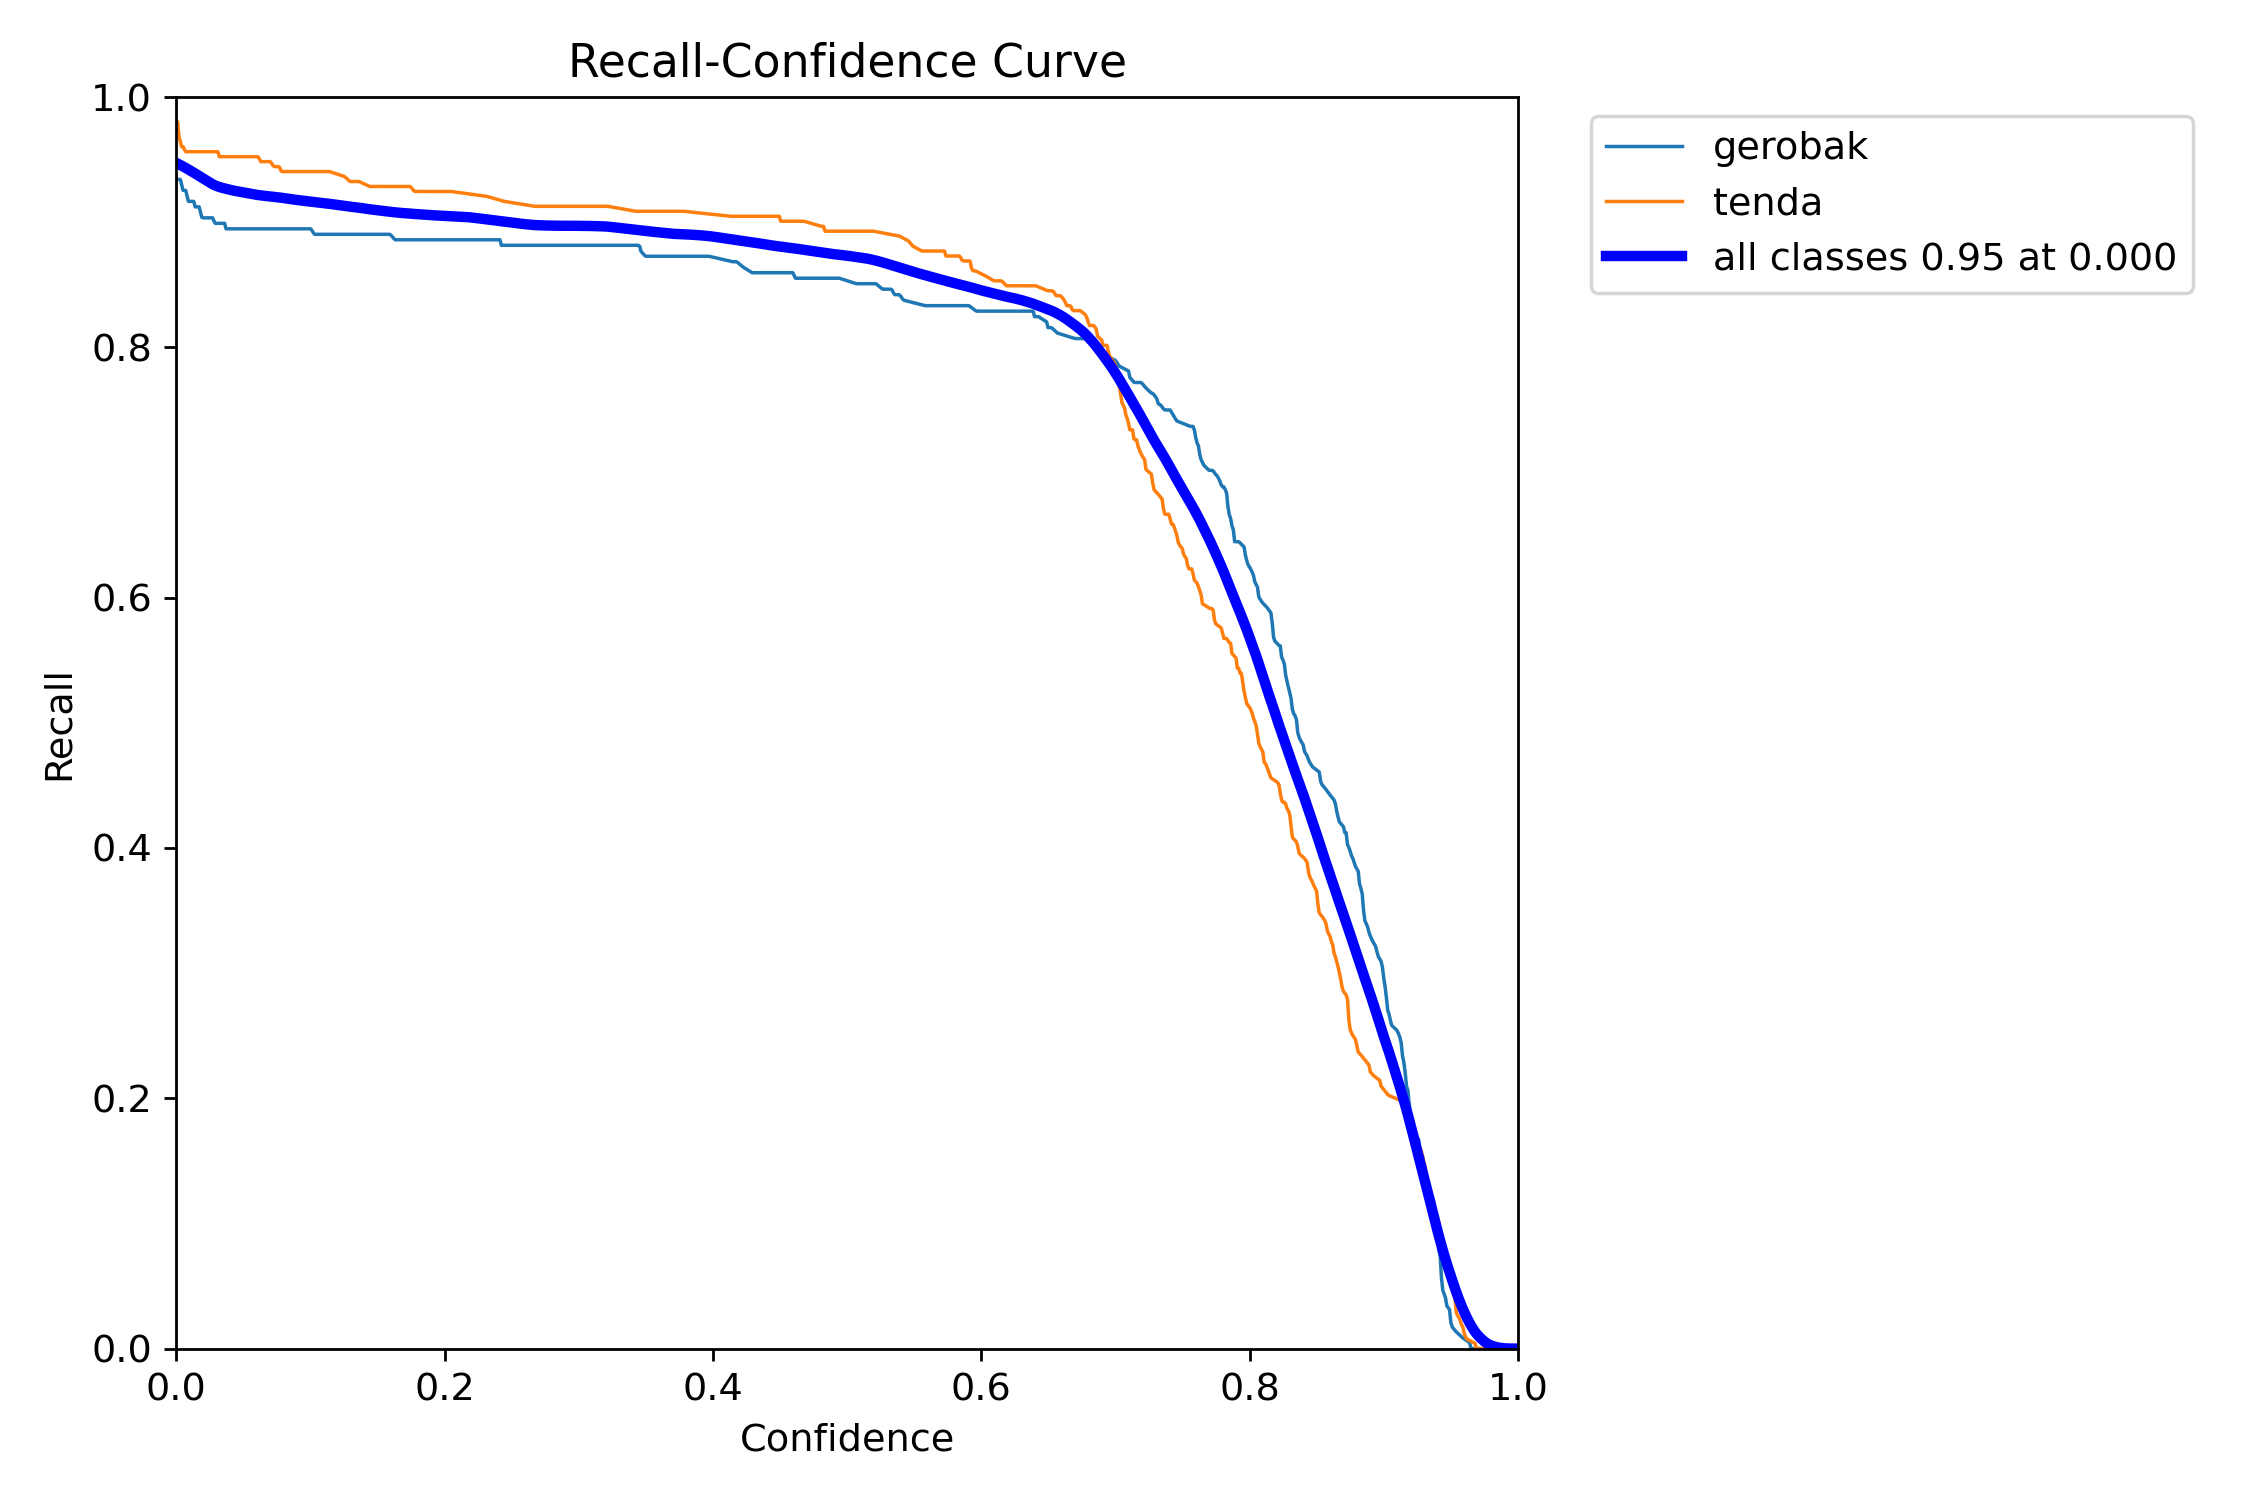 Recall-Confidence Curve
1.0
0.8
0.6
0.4
0.2
0.0
Recall
0.0 0.2 0.4 0.6 0.8 1.0
Confidence
gerobak
tenda
all classes 0.95 at 0.000